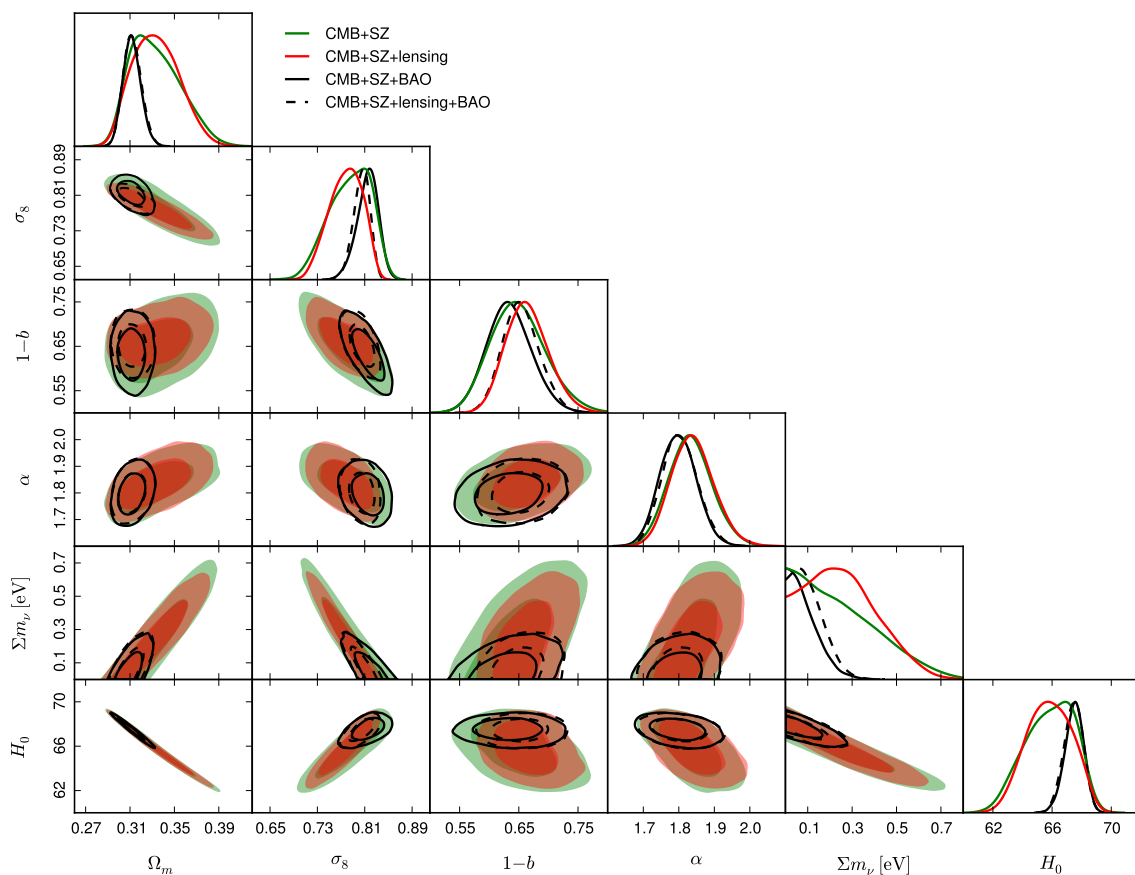 CMB+SZ
CMB+SZ+lensing
CMB+SZ+BAO
CMB+SZ+lensing+BAO
0.89
0.81
0.73
0.65
σ₈
0.75
0.65
0.55
1−b
2.0
1.9
1.8
1.7
α
0.7
0.5
0.3
0.1
Σmᵥ [eV]
70
66
62
H₀
0.27 0.31 0.35 0.39 0.65 0.73 0.81 0.89 0.55 0.65 0.75 1.7 1.8 1.9 2.0 0.1 0.3 0.5 0.7 62 66 70
Ωₘ σ₈ 1−b α Σmᵥ [eV] H₀